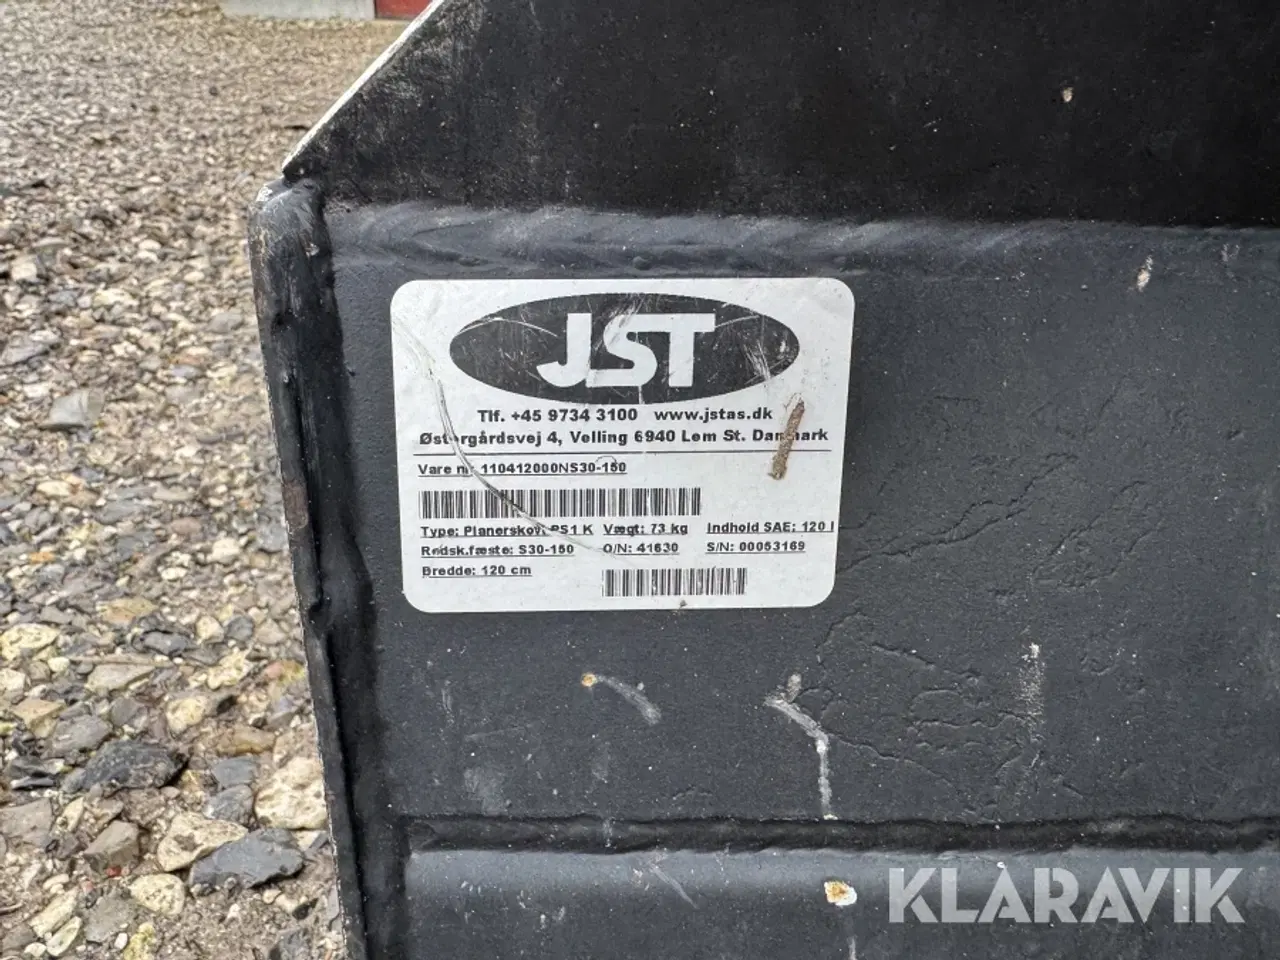 JST
Tlf. +45 9734 3100 www.jstas.dk
Østergårdsvej 4, Velling 6940 Lem St. Danmark
Vare nr. 110412000NS30-150
Type: Planerskovl PS1 K Vægt: 73 kg Indhold SAE: 120 l
Redsk.fæste: S30-150 O/N: 41630 S/N: 00053169
Bredde: 120 cm
KLARAVIK